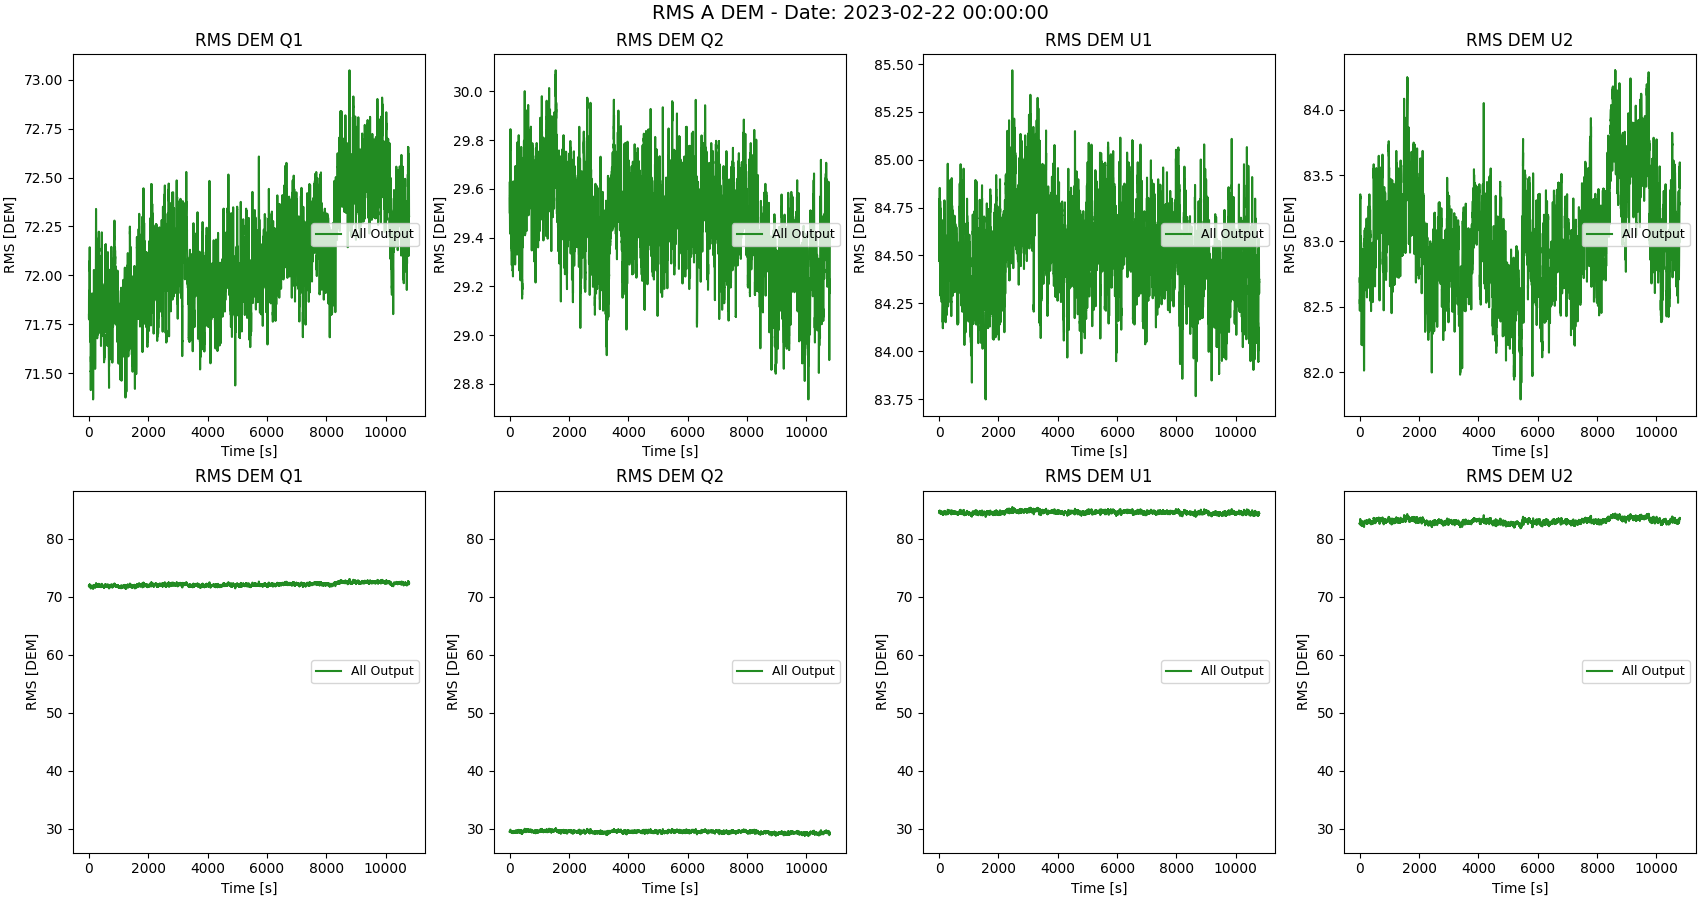 RMS A DEM - Date: 2023-02-22 00:00:00
RMS DEM Q1
RMS [DEM]
73.00
72.75
72.50
72.25
72.00
71.75
71.50
All Output
0 2000 4000 6000 8000 10000
Time [s]
RMS DEM Q2
RMS [DEM]
30.0
29.8
29.6
29.4
29.2
29.0
28.8
All Output
0 2000 4000 6000 8000 10000
Time [s]
RMS DEM U1
RMS [DEM]
85.50
85.25
85.00
84.75
84.50
84.25
84.00
83.75
All Output
0 2000 4000 6000 8000 10000
Time [s]
RMS DEM U2
RMS [DEM]
84.0
83.5
83.0
82.5
82.0
All Output
0 2000 4000 6000 8000 10000
Time [s]
RMS DEM Q1
RMS [DEM]
80
70
60
50
40
30
All Output
0 2000 4000 6000 8000 10000
Time [s]
RMS DEM Q2
RMS [DEM]
80
70
60
50
40
30
All Output
0 2000 4000 6000 8000 10000
Time [s]
RMS DEM U1
RMS [DEM]
80
70
60
50
40
30
All Output
0 2000 4000 6000 8000 10000
Time [s]
RMS DEM U2
RMS [DEM]
80
70
60
50
40
30
All Output
0 2000 4000 6000 8000 10000
Time [s]